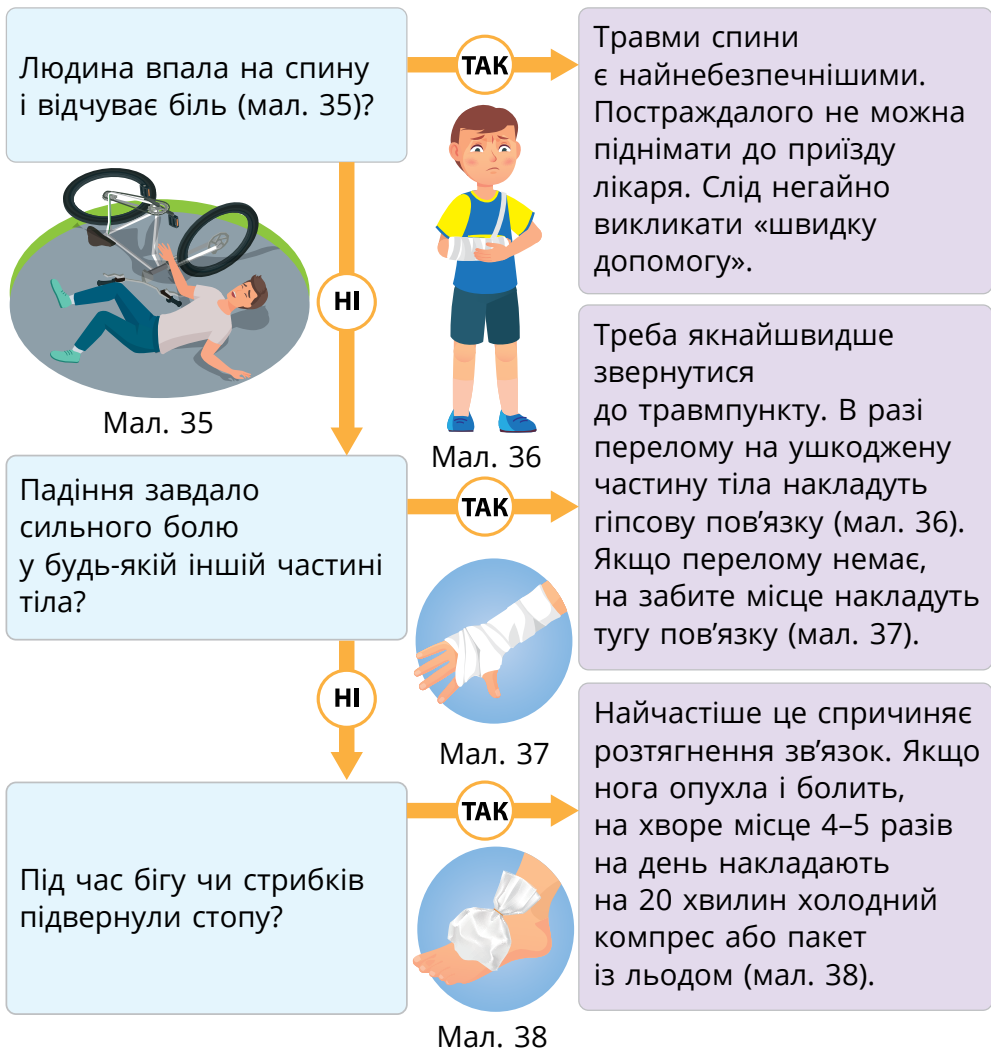 Людина впала на спину
і відчуває біль (мал. 35)?
ТАК
Травми спини
є найнебезпечнішими.
Постраждалого не можна
піднімати до приїзду
лікаря. Слід негайно
викликати «швидку
допомогу».
НІ
Мал. 35
Мал. 36
Падіння завдало
сильного болю
у будь-якій іншій частині
тіла?
ТАК
Треба якнайшвидше
звернутися
до травмпункту. В разі
перелому на ушкоджену
частину тіла накладуть
гіпсову пов’язку (мал. 36).
Якщо перелому немає,
на забите місце накладуть
тугу пов’язку (мал. 37).
НІ
Мал. 37
Під час бігу чи стрибків
підвернули стопу?
ТАК
Найчастіше це спричиняє
розтягнення зв’язок. Якщо
нога опухла і болить,
на хворе місце 4–5 разів
на день накладають
на 20 хвилин холодний
компрес або пакет
із льодом (мал. 38).
Мал. 38